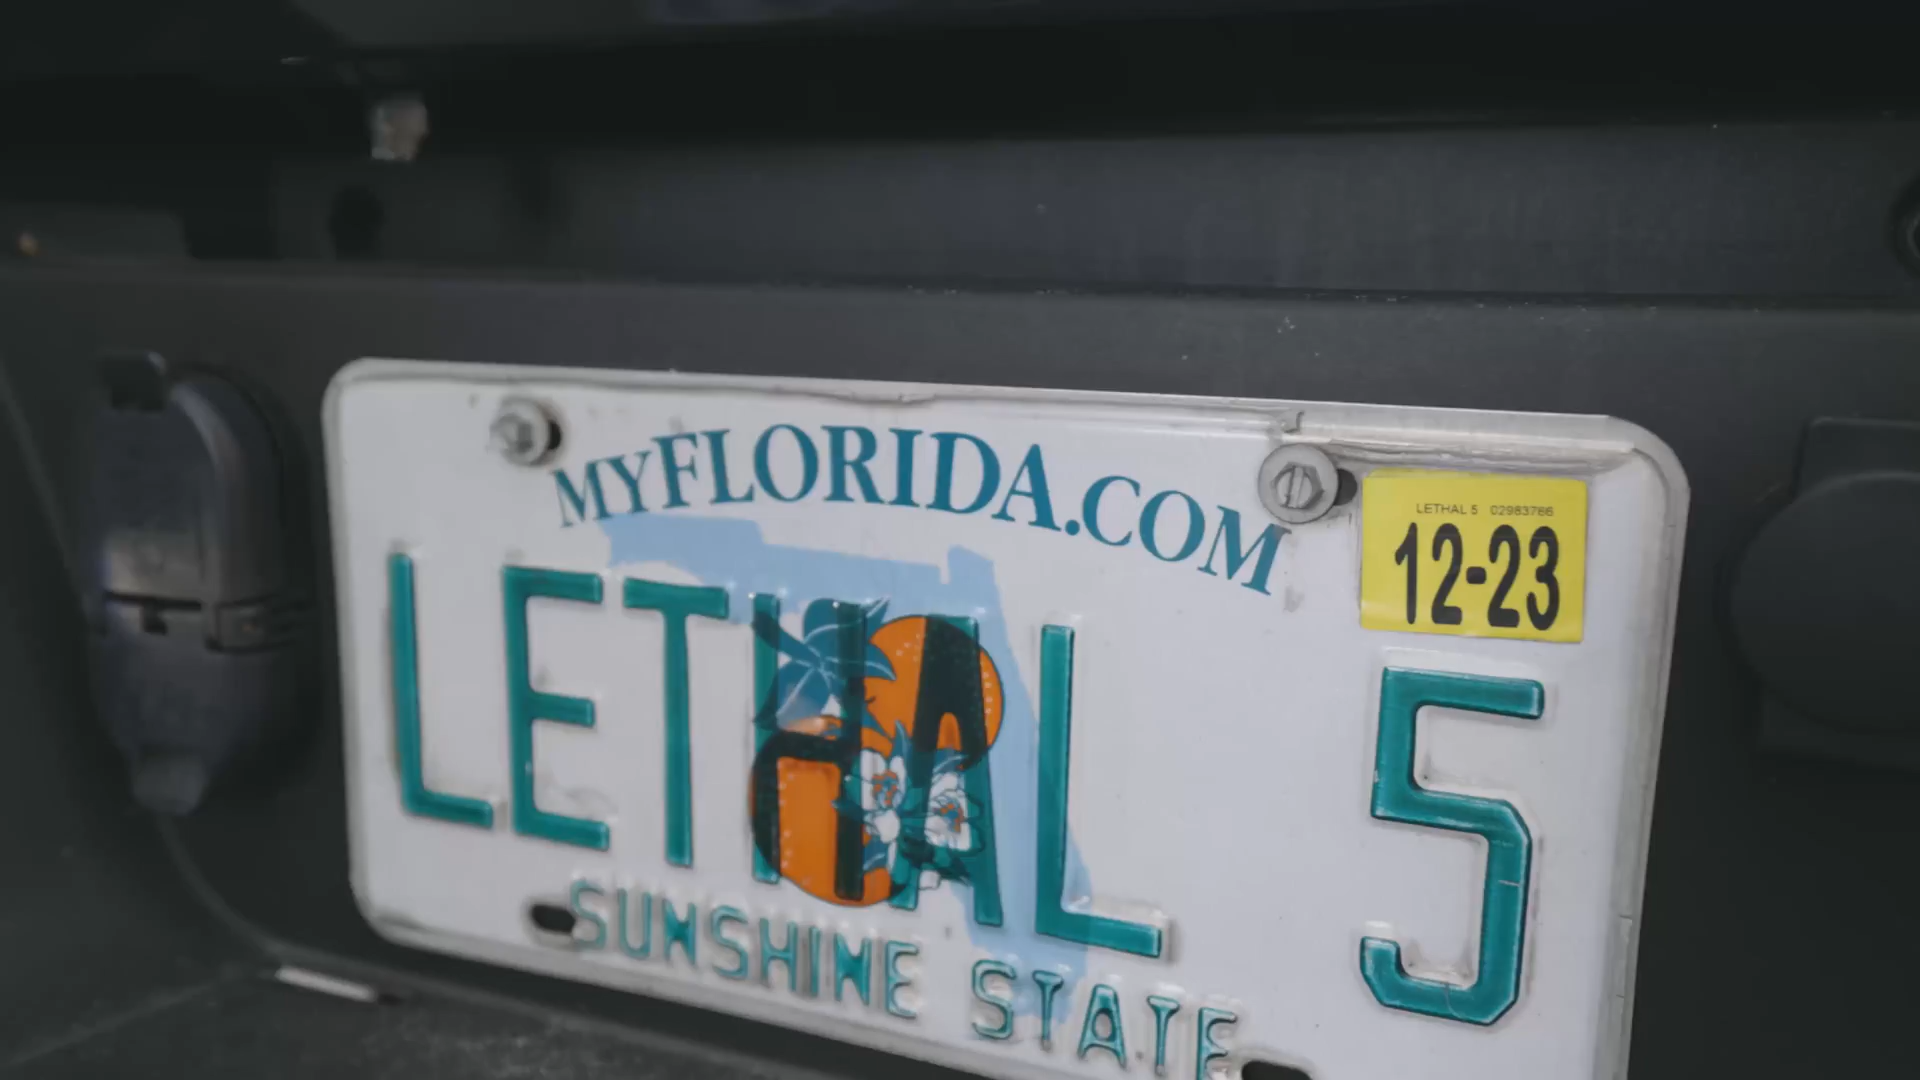 MYFLORIDA.COM
LETHAL 5 02983766
12-23
LETHAL 5
SUNSHINE STATE